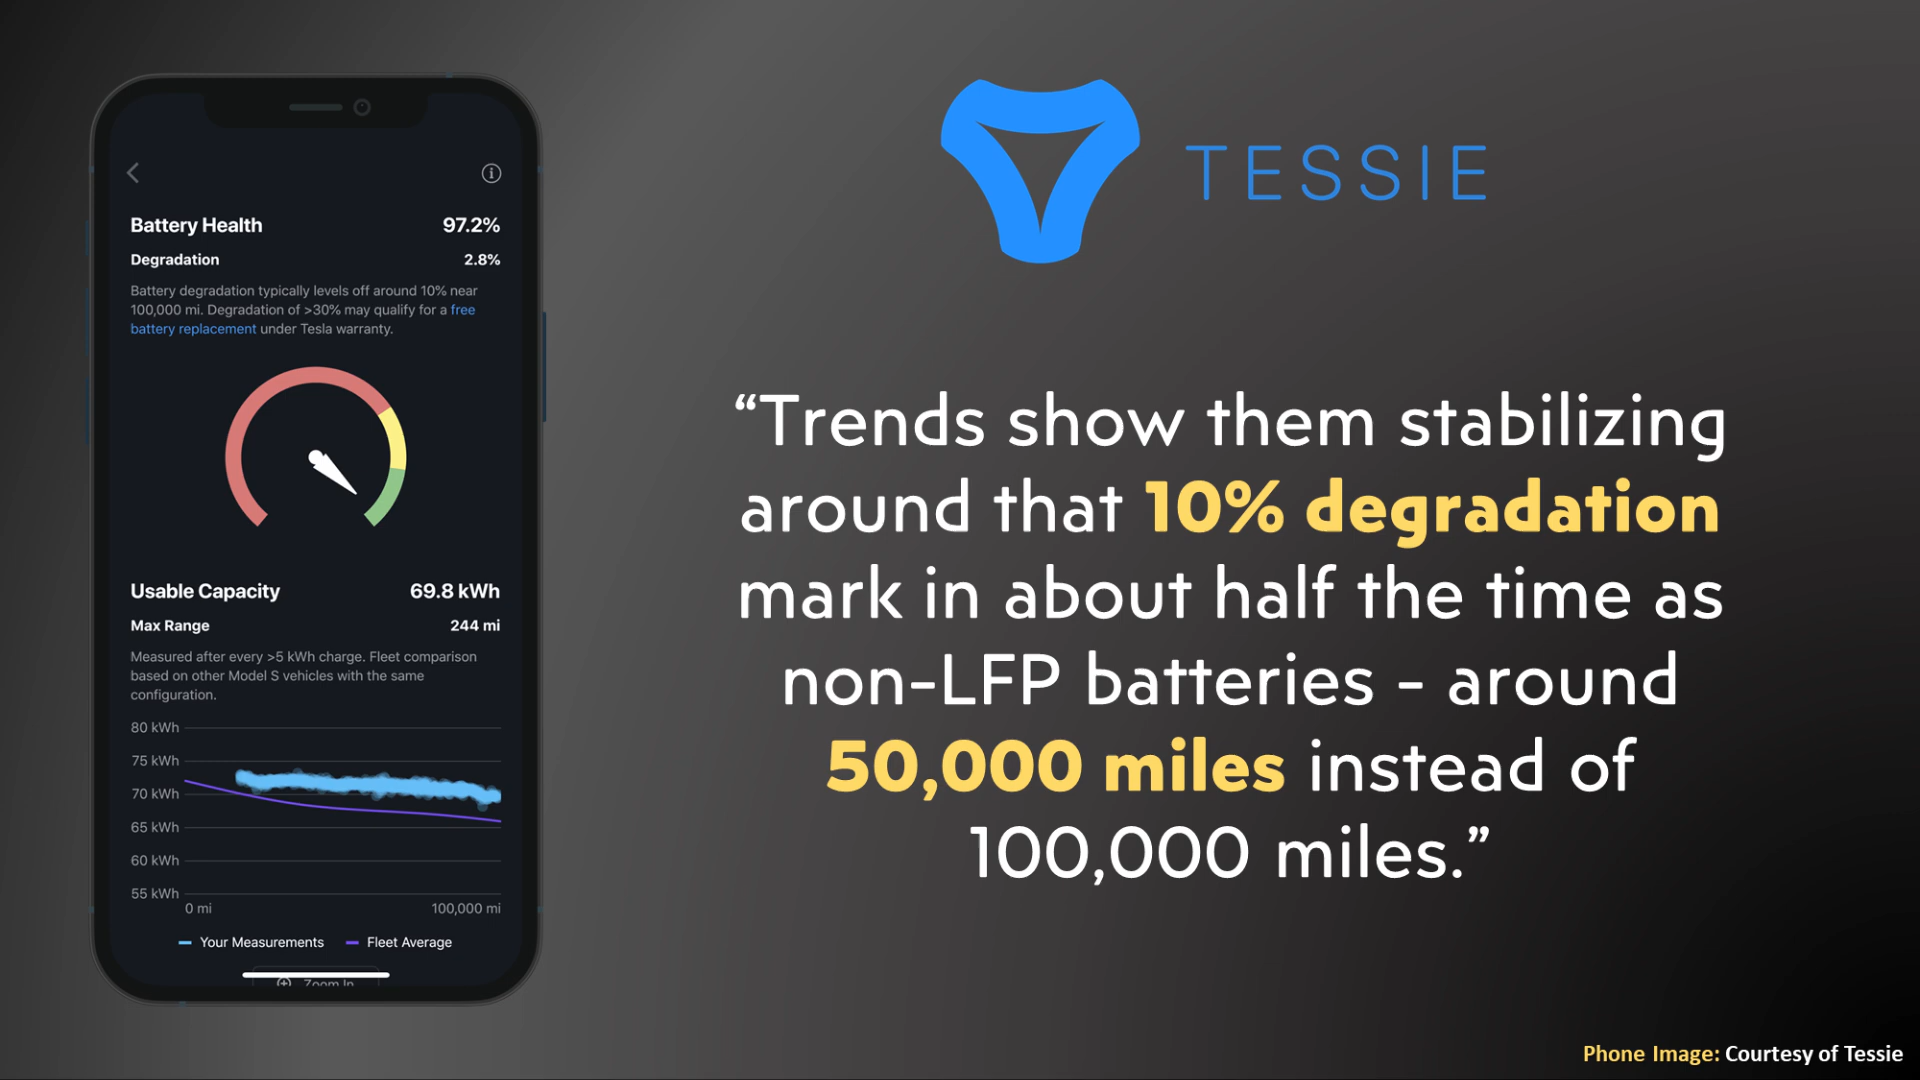 Battery Health 97.2%
Degradation 2.8%
Battery degradation typically levels off around 10% near
100,000 mi. Degradation of >30% may qualify for a free
battery replacement under Tesla warranty.
Usable Capacity 69.8 kWh
Max Range 244 mi
Measured after every >5 kWh charge. Fleet comparison
based on other Model S vehicles with the same
configuration.
80 kWh
75 kWh
70 kWh
65 kWh
60 kWh
55 kWh
0 mi 100,000 mi
Your Measurements Fleet Average
Zoom In
TESSIE
“Trends show them stabilizing
around that 10% degradation
mark in about half the time as
non-LFP batteries - around
50,000 miles instead of
100,000 miles.”
Phone Image: Courtesy of Tessie